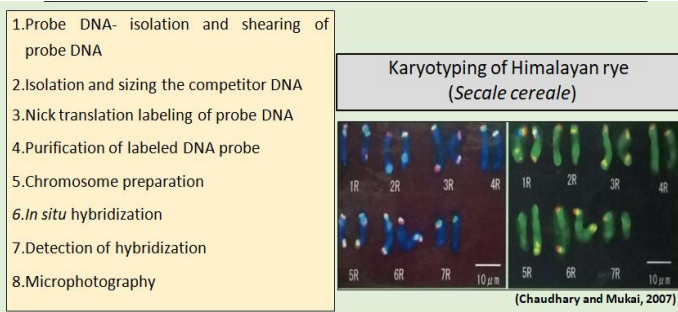 1.Probe DNA- isolation and shearing of
probe DNA
2.Isolation and sizing the competitor DNA
3.Nick translation labeling of probe DNA
4.Purification of labeled DNA probe
5.Chromosome preparation
6.In situ hybridization
7.Detection of hybridization
8.Microphotography
Karyotyping of Himalayan rye
(Secale cereale)
1R 2R 3R 4R
5R 6R 7R 10μm
1R 2R 3R 4R
5R 6R 7R 10μm
(Chaudhary and Mukai, 2007)